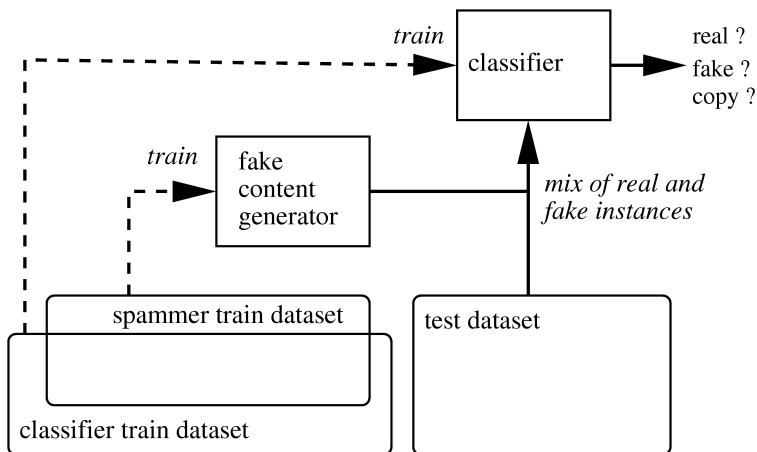 train
classifier
real ?
fake ?
copy ?
train
fake
content
generator
mix of real and
fake instances
spammer train dataset
test dataset
classifier train dataset